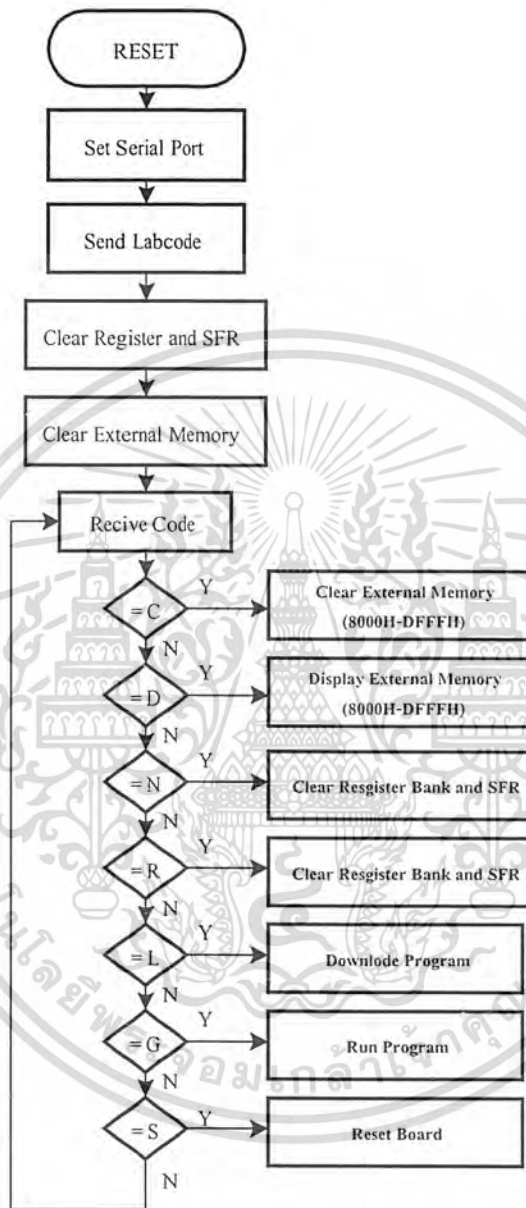 RESET
Set Serial Port
Send Labcode
Clear Register and SFR
Clear External Memory
Recive Code
= C
Y
Clear External Memory
(8000H-DFFFH)
N
= D
Y
Display External Memory
(8000H-DFFFH)
N
= N
Y
Clear Resgister Bank and SFR
N
= R
Y
Clear Resgister Bank and SFR
N
= L
Y
Downlode Program
N
= G
Y
Run Program
N
= S
Y
Reset Board
N